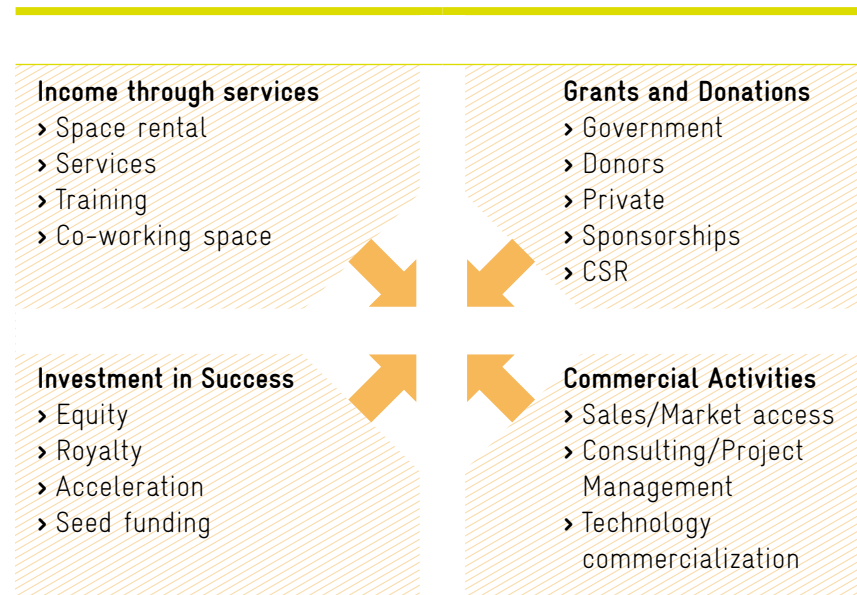 Income through services
› Space rental
› Services
› Training
› Co-working space
Grants and Donations
› Government
› Donors
› Private
› Sponsorships
› CSR
Investment in Success
› Equity
› Royalty
› Acceleration
› Seed funding
Commercial Activities
› Sales/Market access
› Consulting/Project
Management
› Technology
commercialization